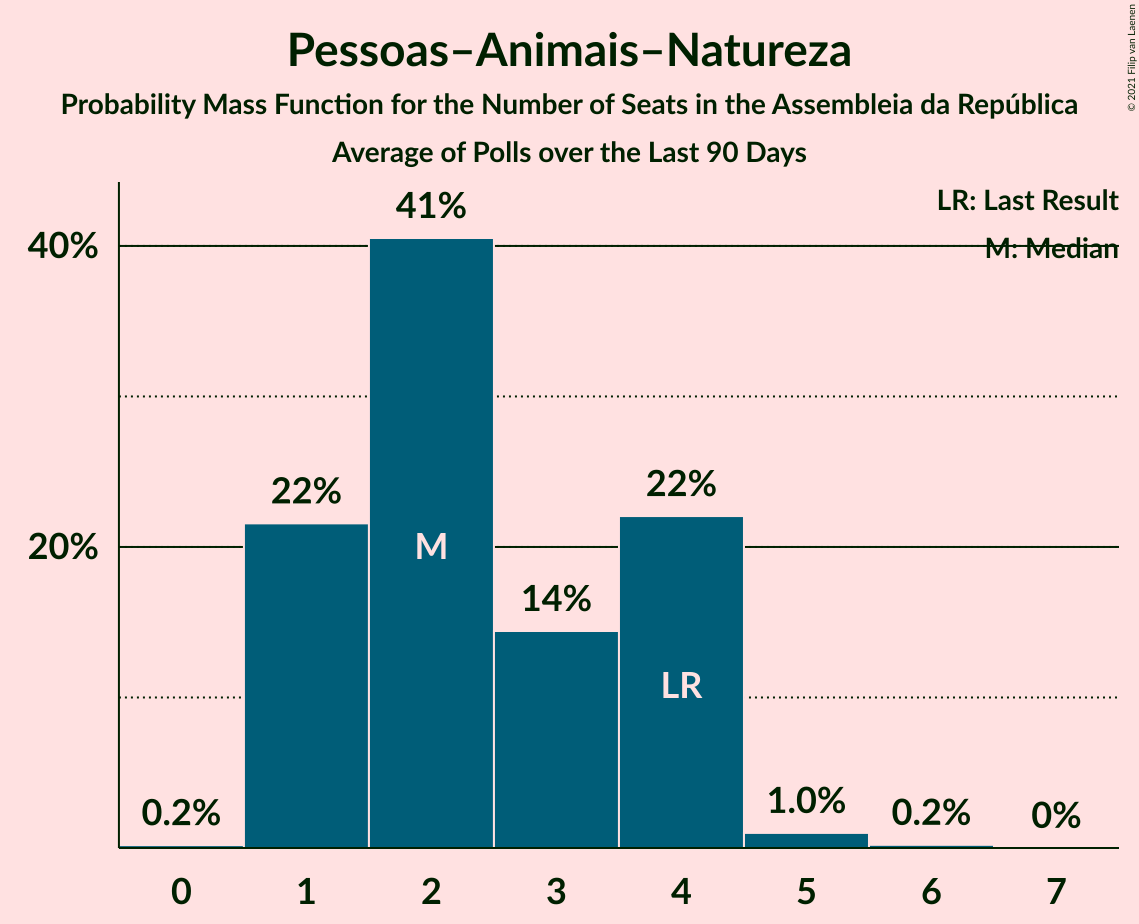 Pessoas–Animais–Natureza
Probability Mass Function for the Number of Seats in the Assembleia da República
Average of Polls over the Last 90 Days
© 2021 Filip van Laenen
LR: Last Result
M: Median
40%
20%
0.2%
22%
41%
14%
22%
1.0%
0.2%
0%
M
LR
0 1 2 3 4 5 6 7